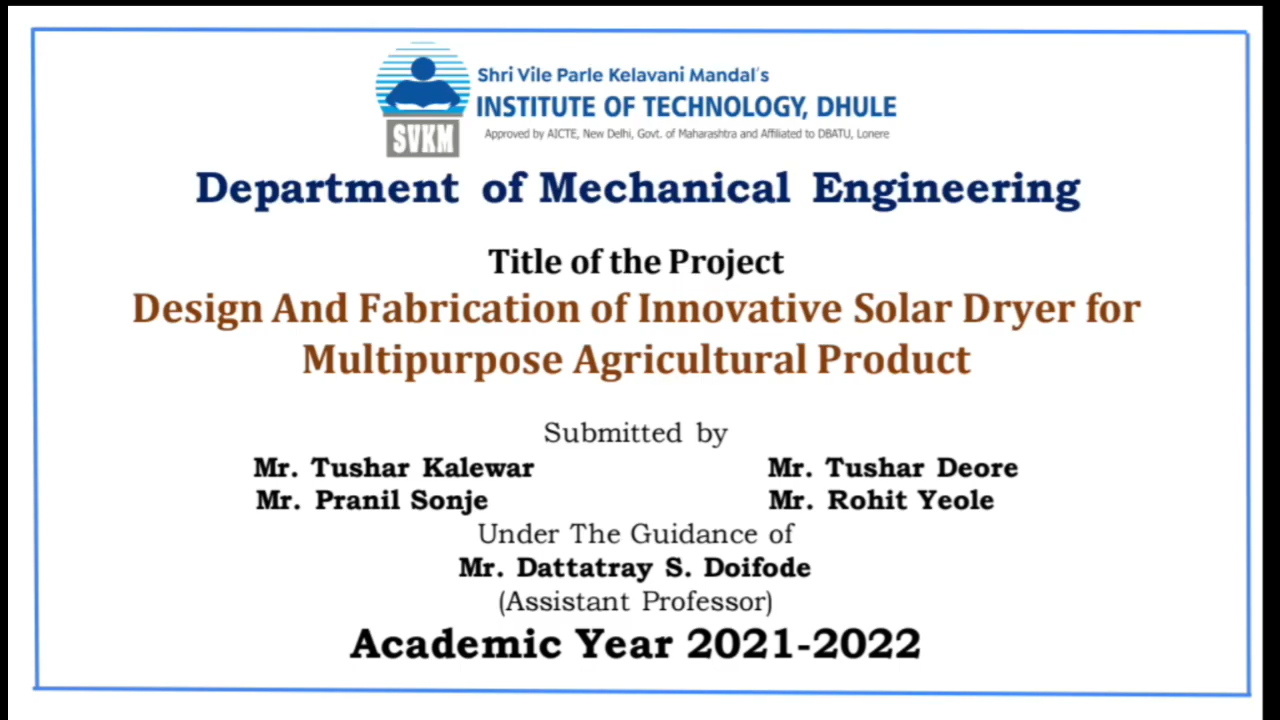 Shri Vile Parle Kelavani Mandal's
INSTITUTE OF TECHNOLOGY, DHULE
SVKM
Approved by AICTE, New Delhi, Govt. of Maharashtra and Affiliated to DBATU, Lonere
Department of Mechanical Engineering
Title of the Project
Design And Fabrication of Innovative Solar Dryer for
Multipurpose Agricultural Product
Submitted by
Mr. Tushar Kalewar Mr. Tushar Deore
Mr. Pranil Sonje Mr. Rohit Yeole
Under The Guidance of
Mr. Dattatray S. Doifode
(Assistant Professor)
Academic Year 2021-2022